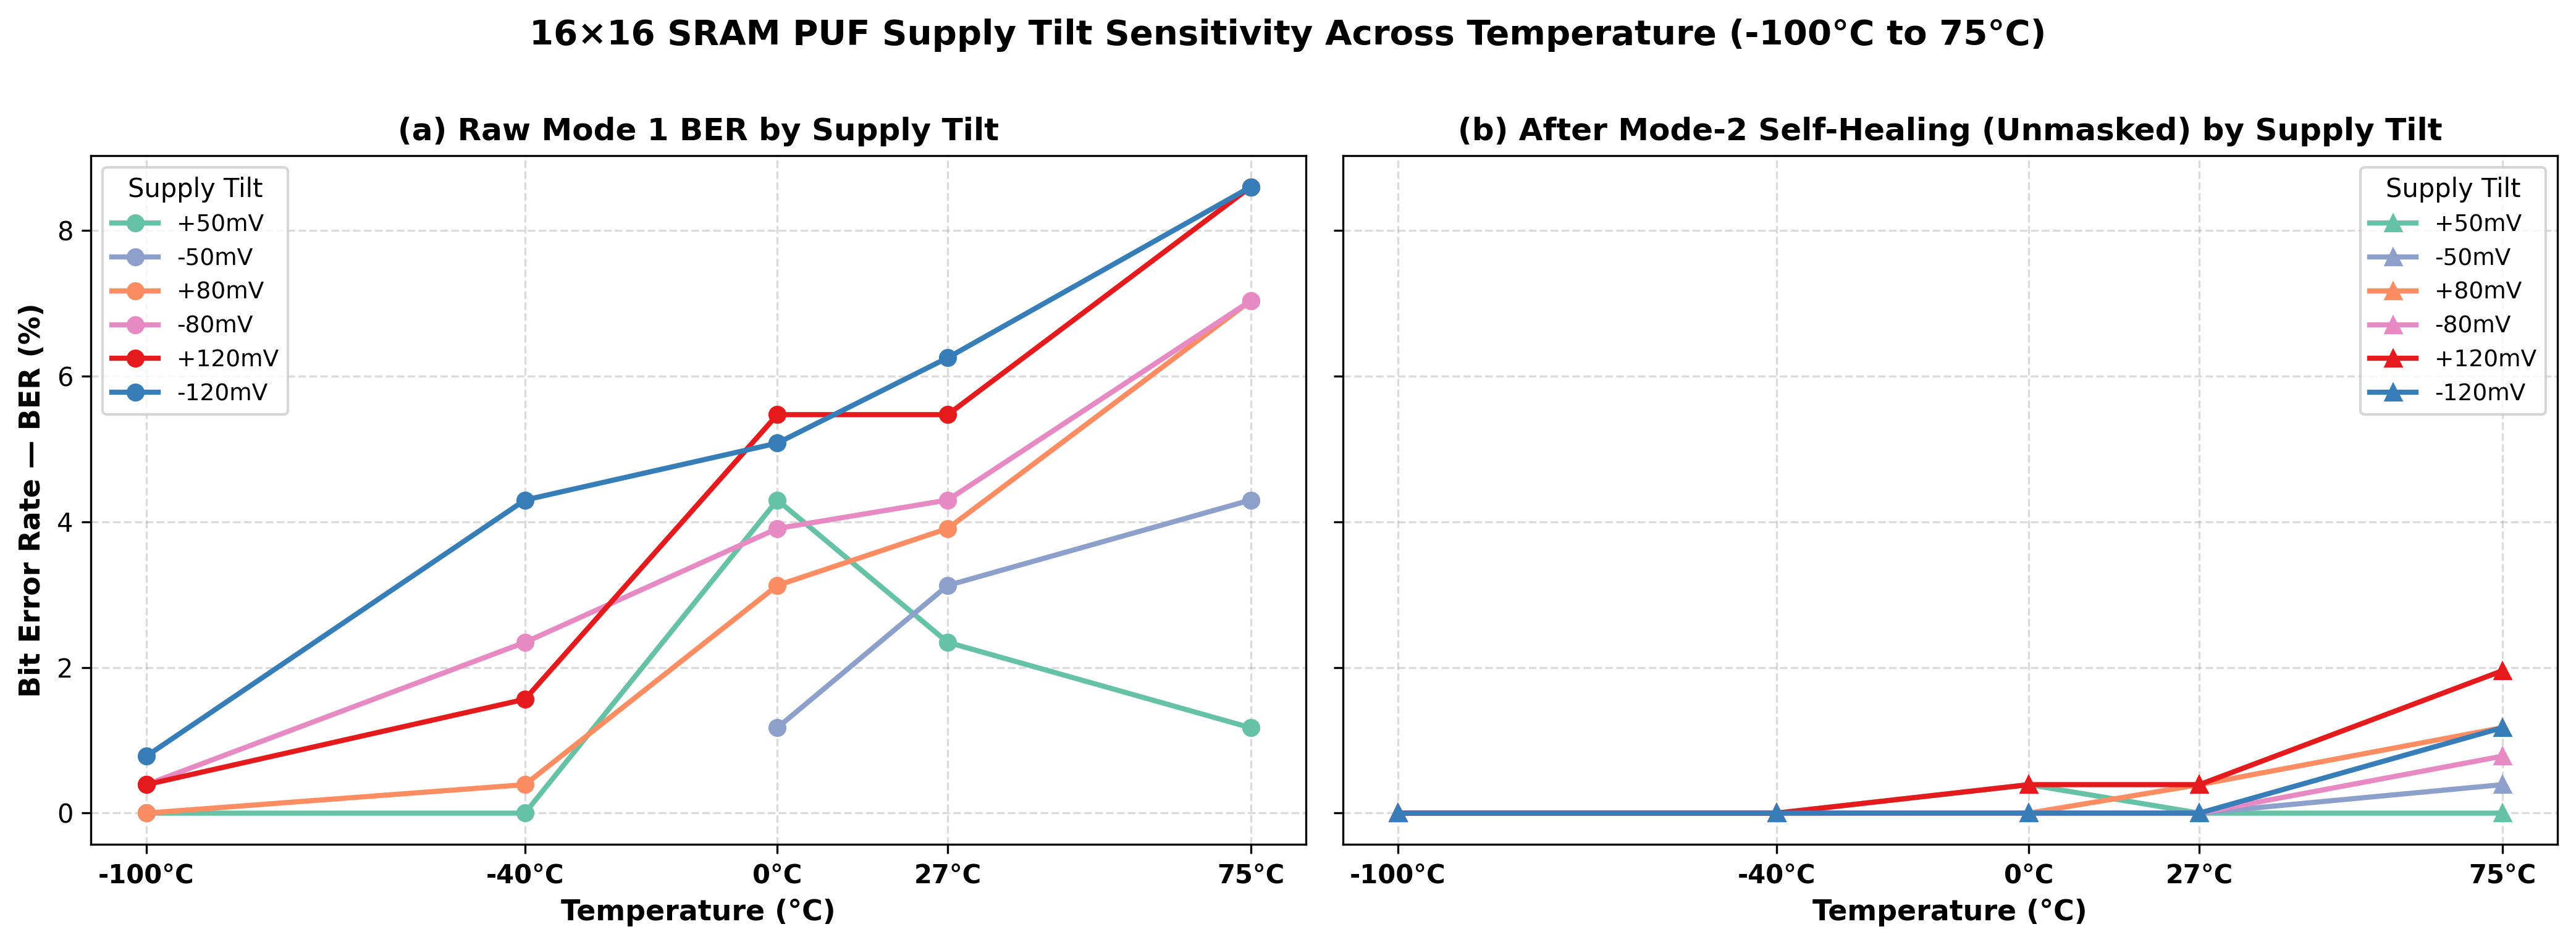 16×16 SRAM PUF Supply Tilt Sensitivity Across Temperature (-100°C to 75°C)
(a) Raw Mode 1 BER by Supply Tilt
Bit Error Rate — BER (%)
8
6
4
2
0
Supply Tilt
+50mV
-50mV
+80mV
-80mV
+120mV
-120mV
-100°C
-40°C
0°C
27°C
75°C
Temperature (°C)
(b) After Mode-2 Self-Healing (Unmasked) by Supply Tilt
Supply Tilt
+50mV
-50mV
+80mV
-80mV
+120mV
-120mV
-100°C
-40°C
0°C
27°C
75°C
Temperature (°C)